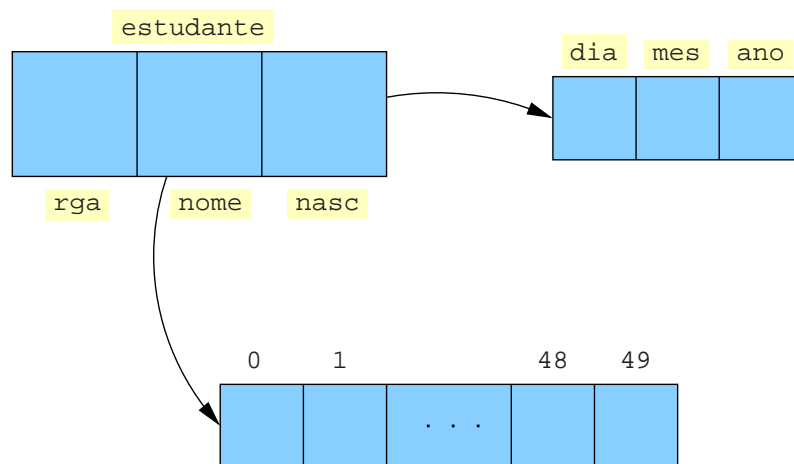 estudante
dia mes ano
rga nome nasc
0 1 48 49
. . .